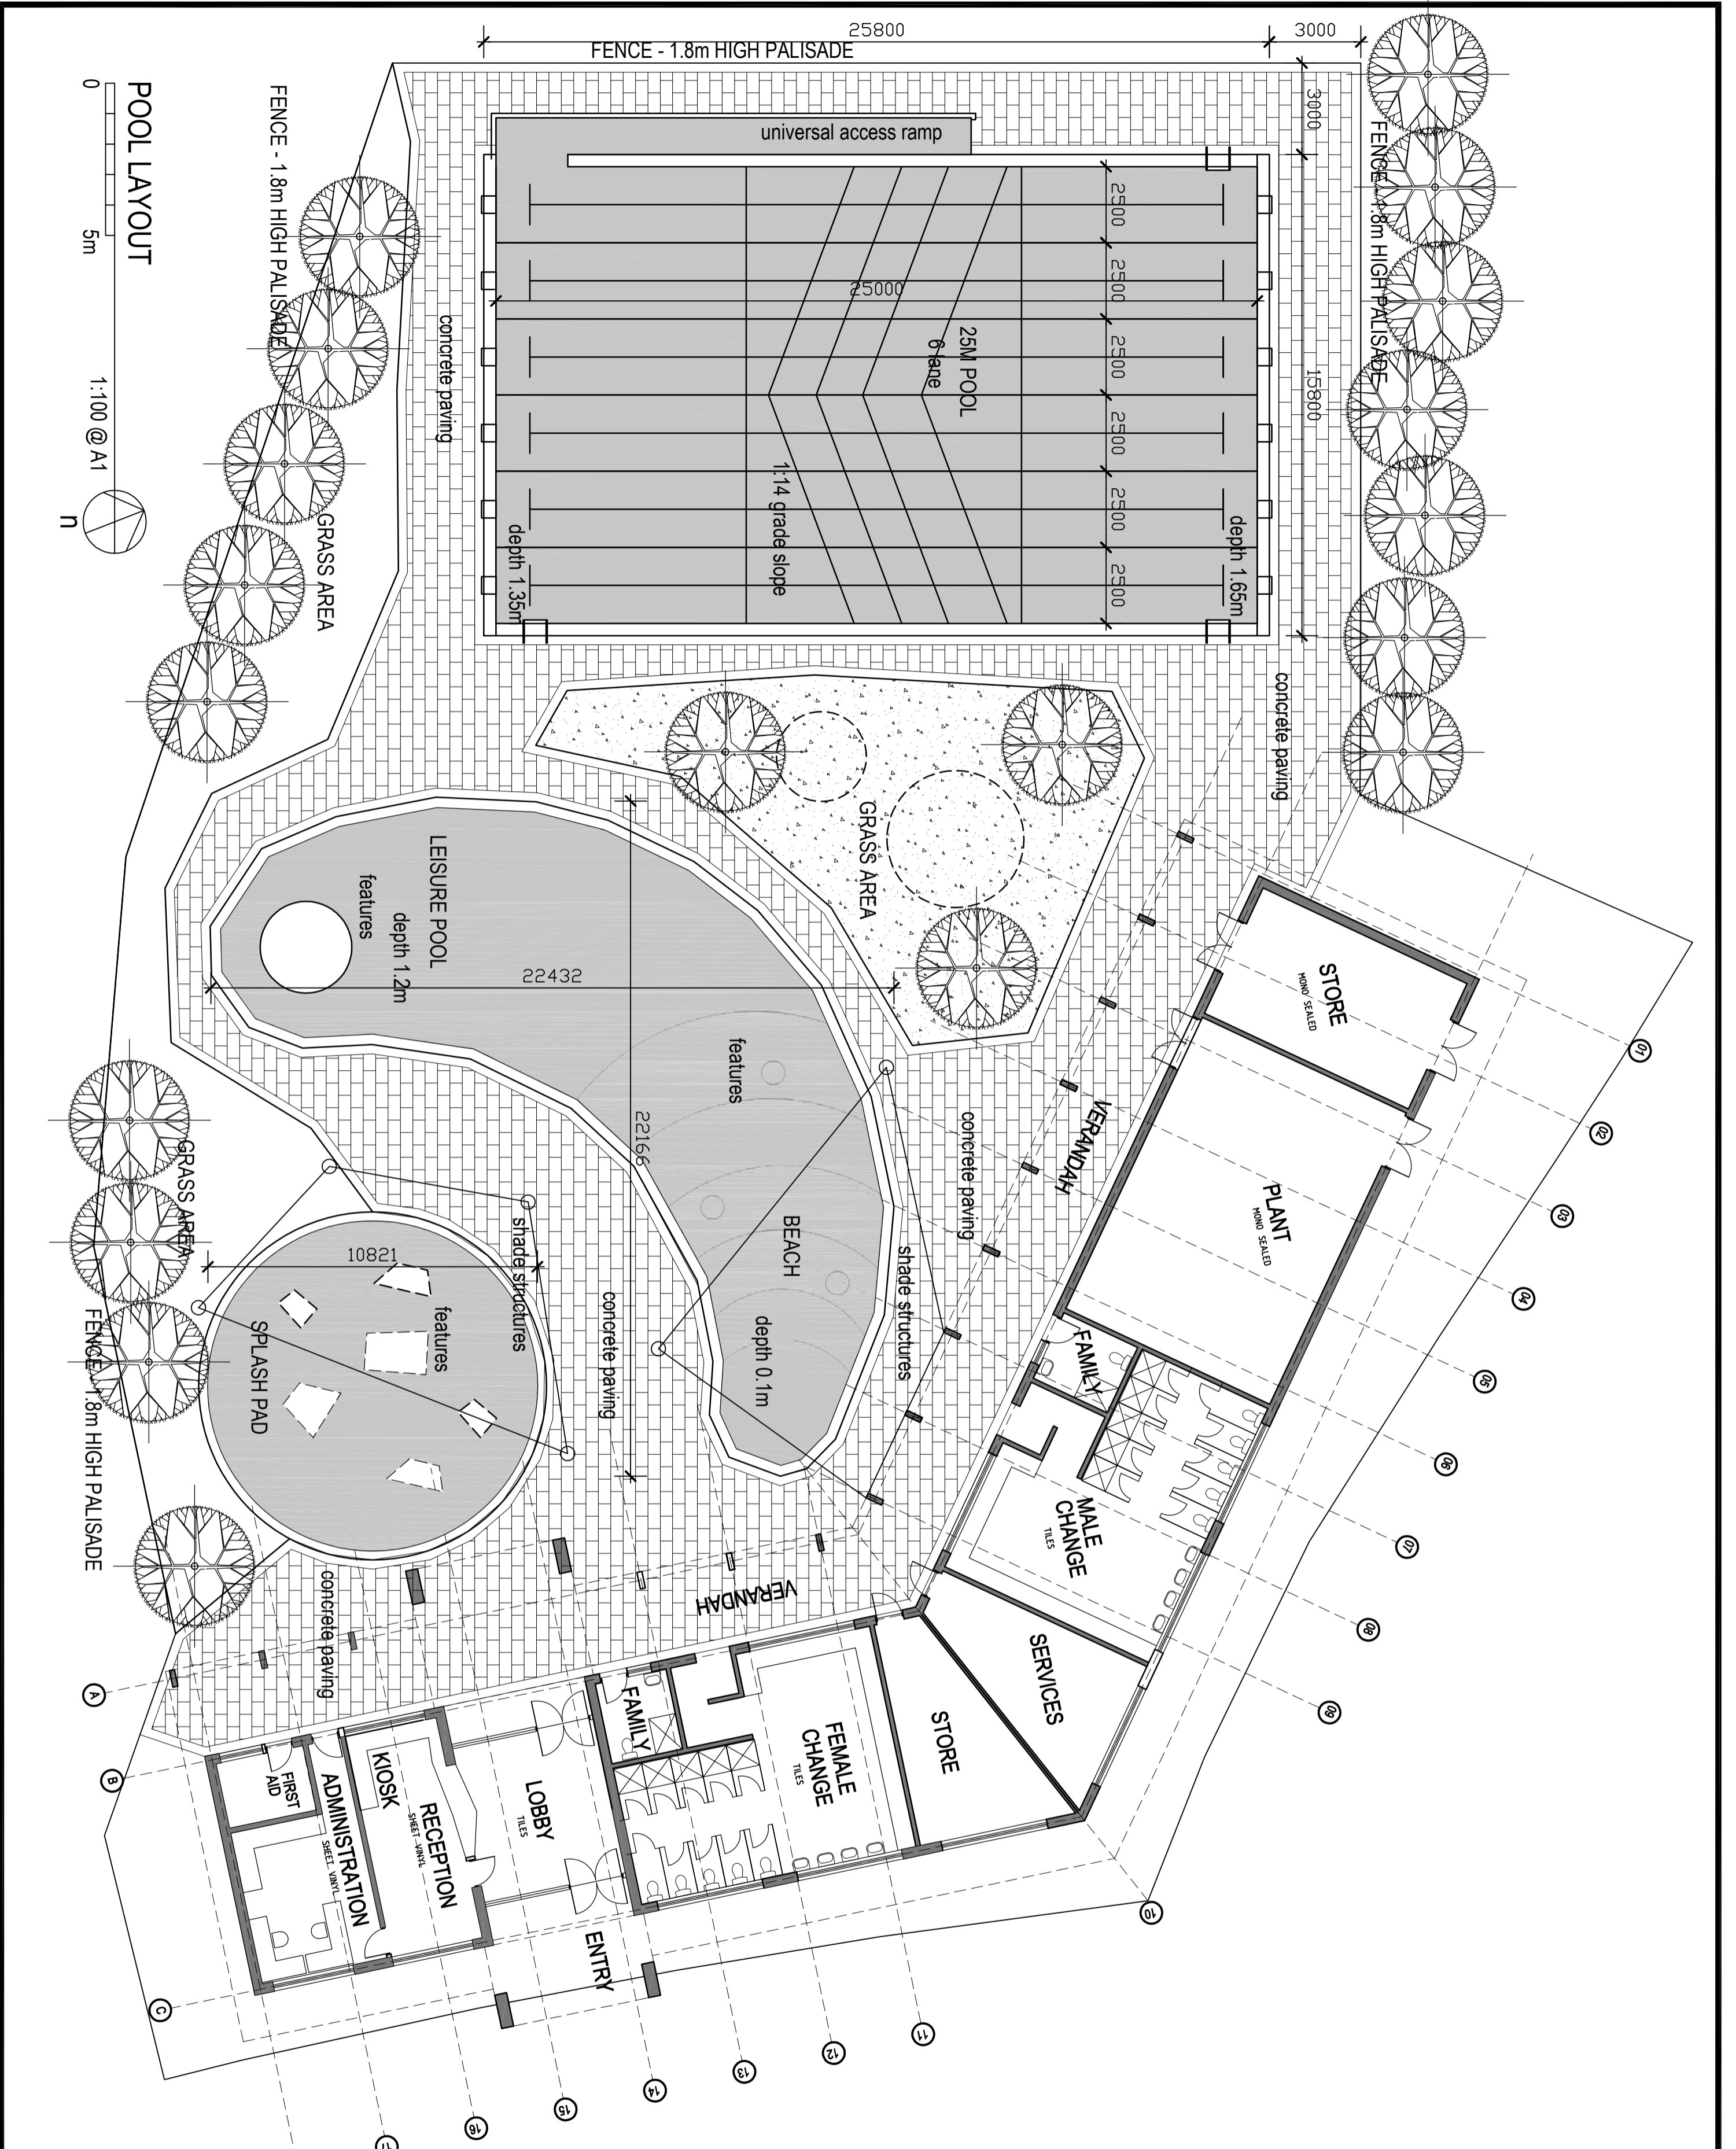 25800
3000
FENCE - 1.8m HIGH PALISADE
3000
FENCE - 1.8m HIGH PALISADE
15800
universal access ramp
2500
2500
2500
2500
2500
2500
25000
25M POOL
6 lane
1:14 grade slope
depth 1.65m
depth 1.35m
concrete paving
concrete paving
FENCE - 1.8m HIGH PALISADE
GRASS AREA
POOL LAYOUT
0
5m
1:100 @ A1
n
GRASS AREA
LEISURE POOL
features
depth 1.2m
22432
22166
features
BEACH
depth 0.1m
concrete paving
shade structures
VERANDAH
STORE
MONO SEALED
PLANT
MONO SEALED
FAMILY
MALE
CHANGE
TILES
SERVICES
STORE
FEMALE
CHANGE
TILES
FAMILY
VERANDAH
LOBBY
TILES
ENTRY
RECEPTION
SHEET VINYL
KIOSK
ADMINISTRATION
SHEET VINYL
FIRST
AID
concrete paving
concrete paving
shade structures
features
10821
SPLASH PAD
GRASS AREA
FENCE - 1.8m HIGH PALISADE
01
02
03
04
05
06
07
08
09
10
11
12
13
14
15
16
A
B
C